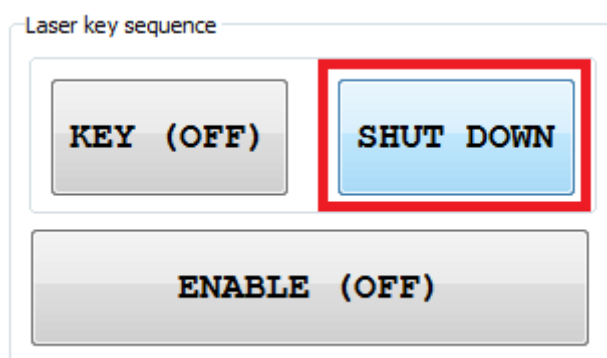 Laser key sequence
KEY (OFF)
SHUT DOWN
ENABLE (OFF)